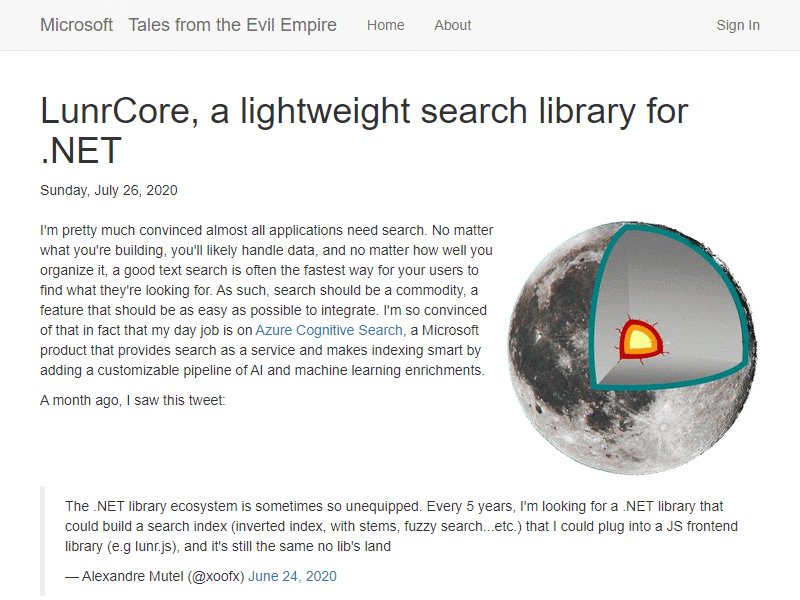 Microsoft Tales from the Evil Empire Home About Sign In
LunrCore, a lightweight search library for
.NET
Sunday, July 26, 2020
I'm pretty much convinced almost all applications need search. No matter
what you're building, you'll likely handle data, and no matter how well you
organize it, a good text search is often the fastest way for your users to
find what they're looking for. As such, search should be a commodity, a
feature that should be as easy as possible to integrate. I'm so convinced
of that in fact that my day job is on Azure Cognitive Search, a Microsoft
product that provides search as a service and makes indexing smart by
adding a customizable pipeline of AI and machine learning enrichments.
A month ago, I saw this tweet:
The .NET library ecosystem is sometimes so unequipped. Every 5 years, I'm looking for a .NET library that
could build a search index (inverted index, with stems, fuzzy search...etc.) that I could plug into a JS frontend
library (e.g lunr.js), and it's still the same no lib's land
— Alexandre Mutel (@xoofx) June 24, 2020